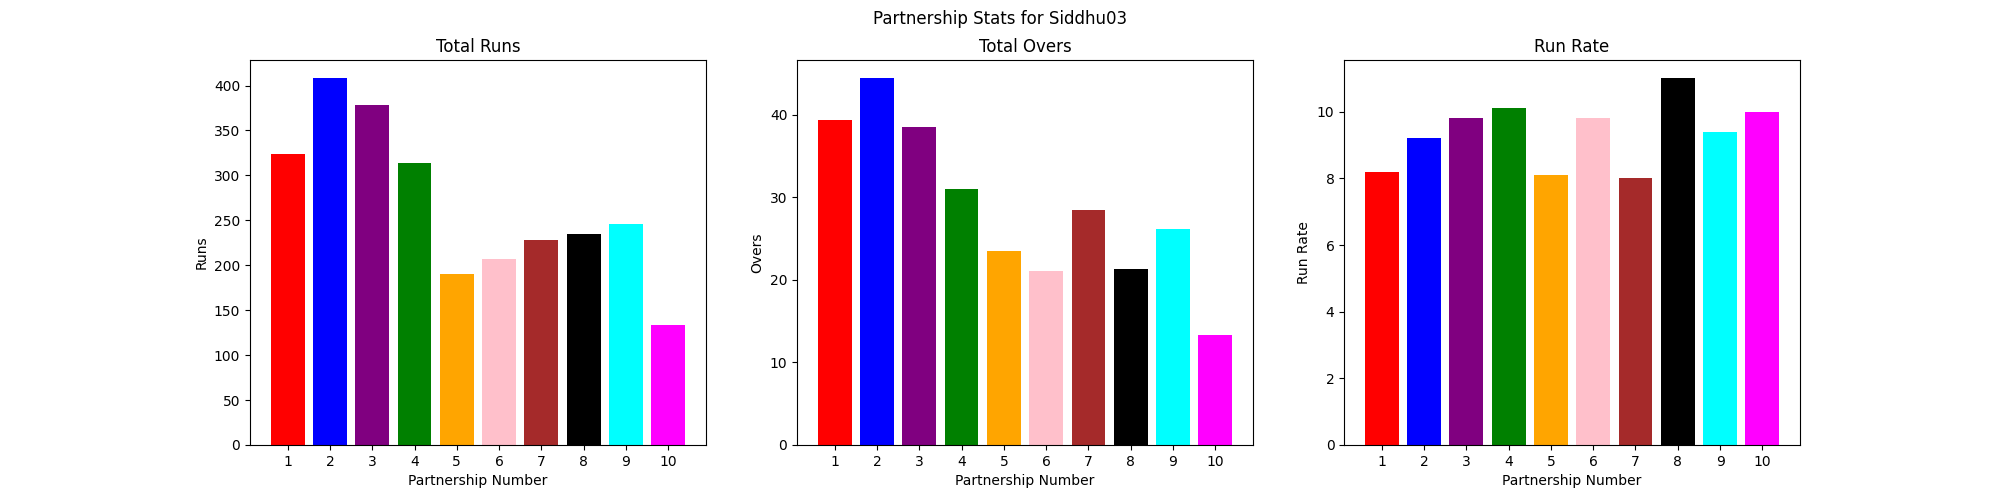 Partnership Stats for Siddhu03
Total Runs
Runs
400
350
300
250
200
150
100
50
0
1 2 3 4 5 6 7 8 9 10
Partnership Number
Total Overs
Overs
40
30
20
10
0
1 2 3 4 5 6 7 8 9 10
Partnership Number
Run Rate
Run Rate
10
8
6
4
2
0
1 2 3 4 5 6 7 8 9 10
Partnership Number